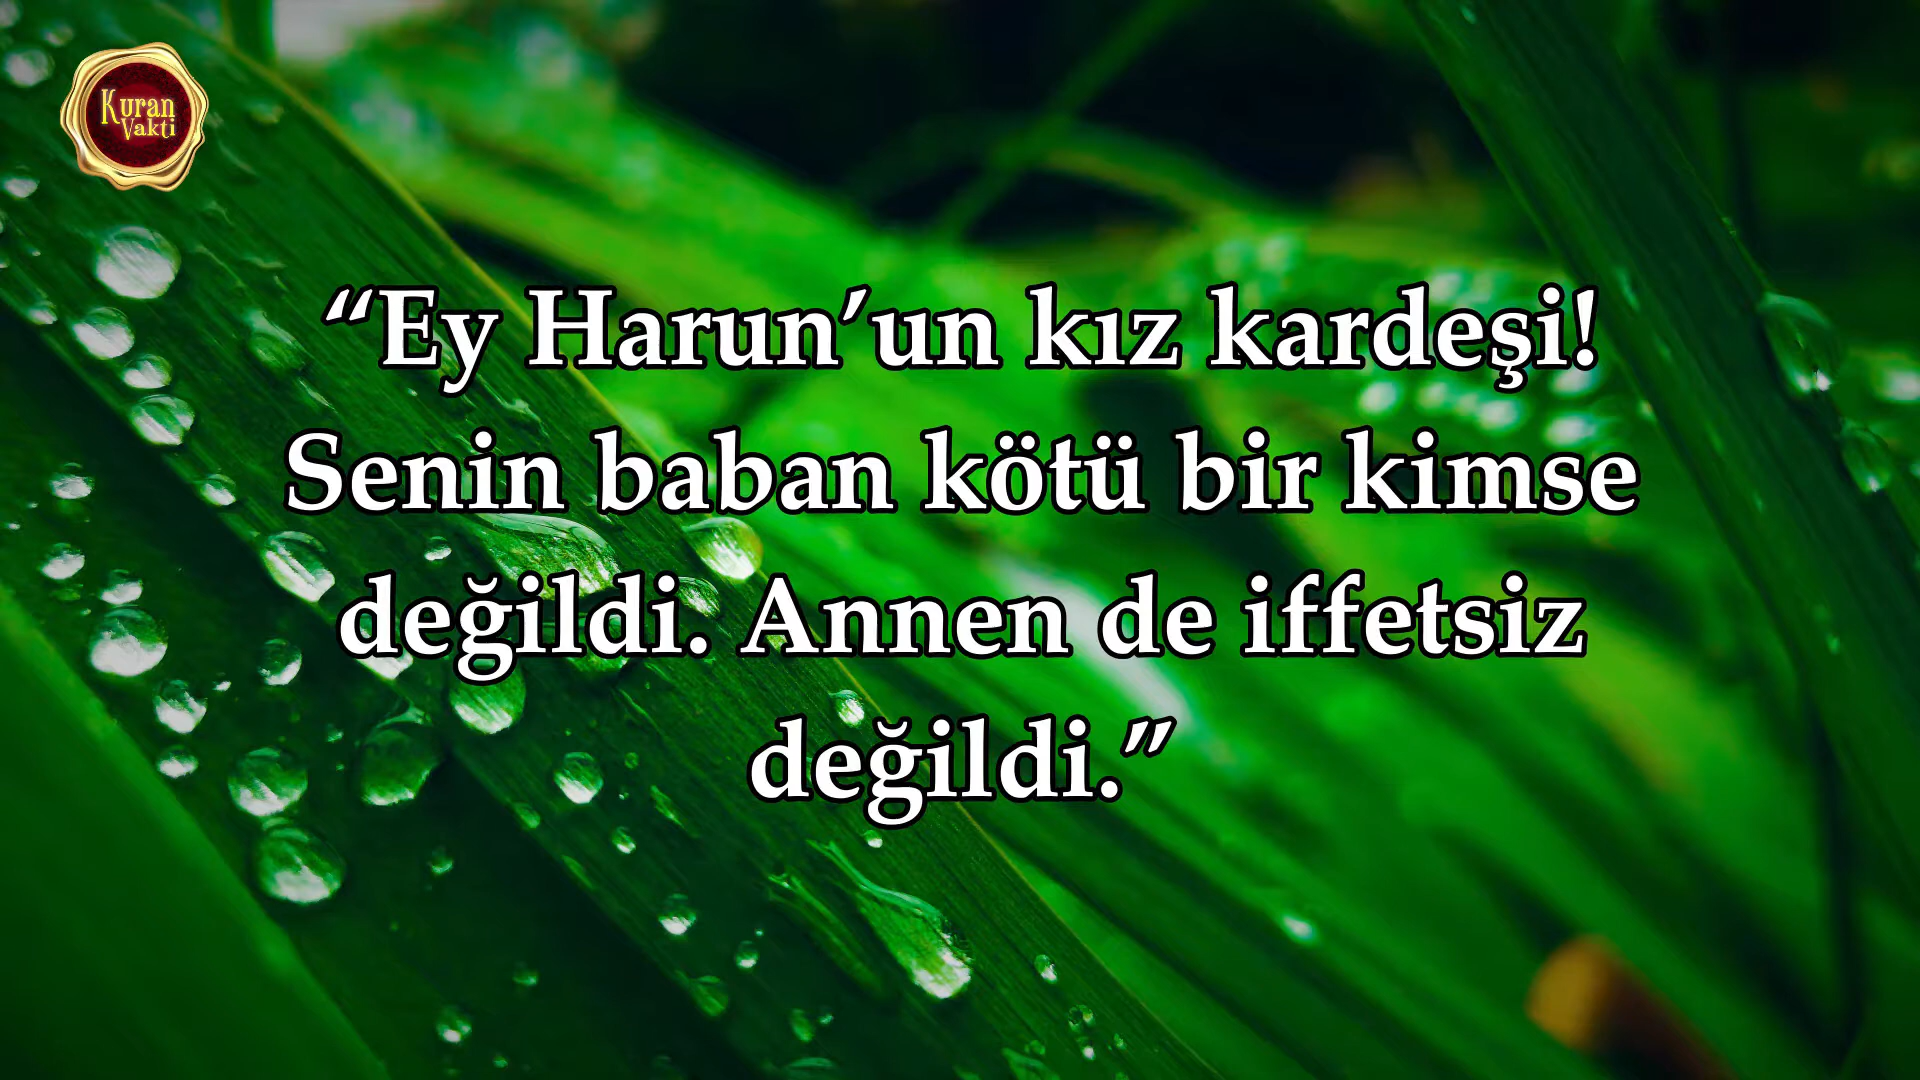 Kuran
Vakti
“Ey Harun’un kız kardeşi!
Senin baban kötü bir kimse
değildi. Annen de iffetsiz
değildi.”